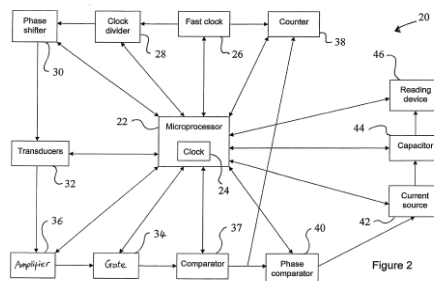 20
Phase
shifter
30
Clock
divider
28
Fast clock
26
Counter
38
46
Reading
device
22
Microprocessor
Clock
24
44
Capacitor
Transducers
32
Current
source
42
36
Amplifier
34
Gate
37
Comparator
40
Phase
comparator
Figure 2